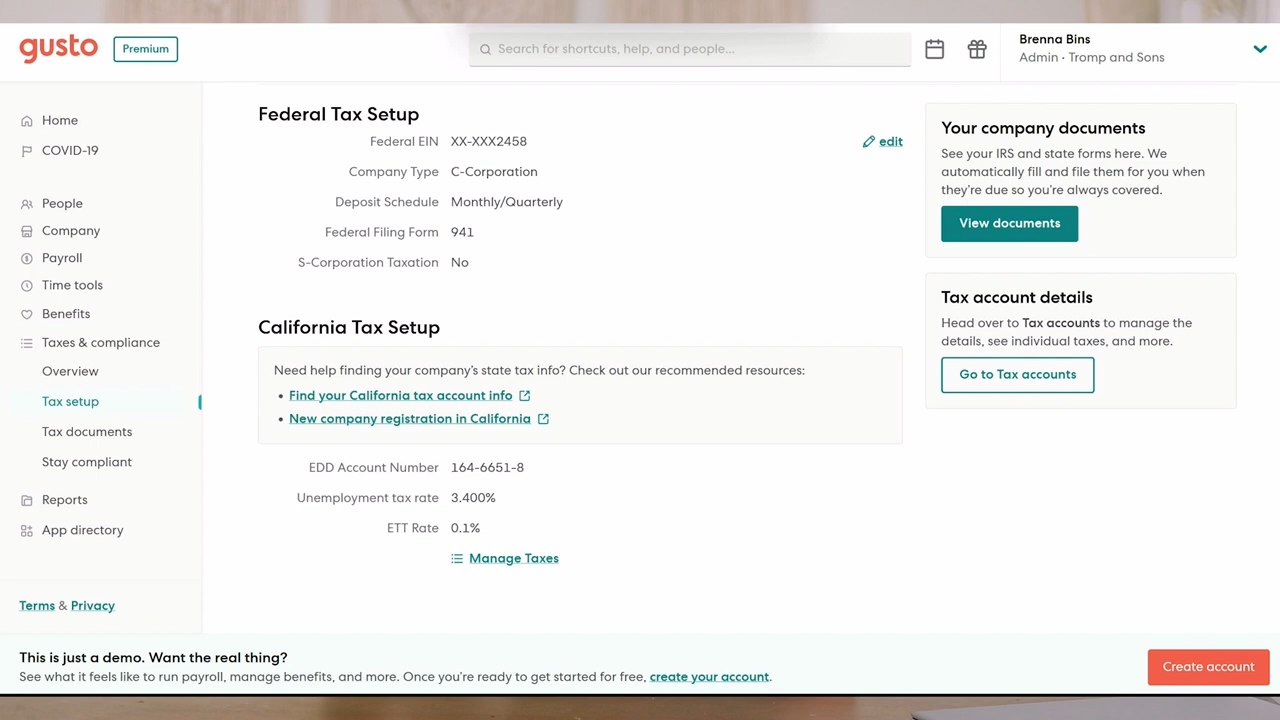 gusto
Premium
Search for shortcuts, help, and people...
Brenna Bins
Admin • Tromp and Sons
Home
COVID-19
People
Company
Payroll
Time tools
Benefits
Taxes & compliance
Overview
Tax setup
Tax documents
Stay compliant
Reports
App directory
Terms & Privacy
Federal Tax Setup
Federal EIN XX-XXX2458
edit
Company Type C-Corporation
Deposit Schedule Monthly/Quarterly
Federal Filing Form 941
S-Corporation Taxation No
California Tax Setup
Need help finding your company's state tax info? Check out our recommended resources:
• Find your California tax account info
• New company registration in California
EDD Account Number 164-6651-8
Unemployment tax rate 3.400%
ETT Rate 0.1%
Manage Taxes
Your company documents
See your IRS and state forms here. We
automatically fill and file them for you when
they're due so you're always covered.
View documents
Tax account details
Head over to Tax accounts to manage the
details, see individual taxes, and more.
Go to Tax accounts
This is just a demo. Want the real thing?
See what it feels like to run payroll, manage benefits, and more. Once you're ready to get started for free, create your account.
Create account